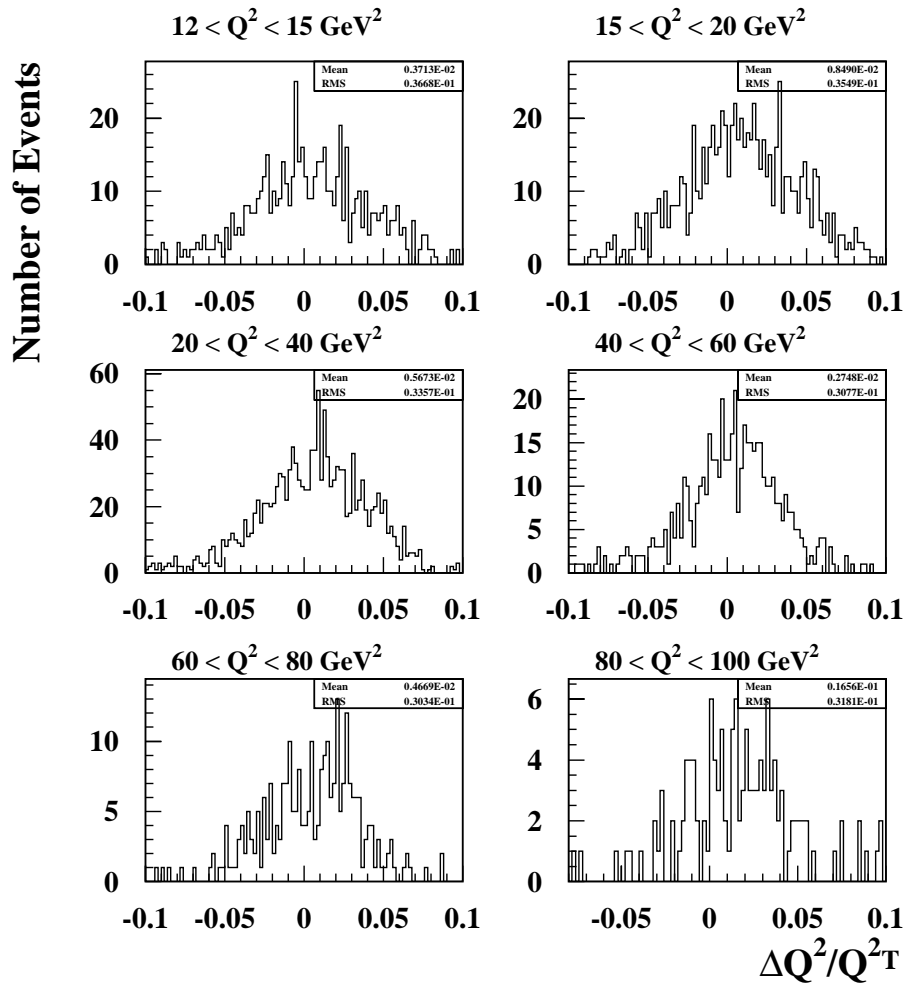 12 < Q² < 15 GeV²
15 < Q² < 20 GeV²
Number of Events
Mean 0.3713E-02
RMS 0.3668E-01
0
10
20
-0.1 -0.05 0 0.05 0.1
Mean 0.8490E-02
RMS 0.3549E-01
0
10
20
-0.1 -0.05 0 0.05 0.1
20 < Q² < 40 GeV²
40 < Q² < 60 GeV²
Mean 0.5673E-02
RMS 0.3357E-01
0
20
40
60
-0.1 -0.05 0 0.05 0.1
Mean 0.2748E-02
RMS 0.3077E-01
0
5
10
15
20
-0.1 -0.05 0 0.05 0.1
60 < Q² < 80 GeV²
80 < Q² < 100 GeV²
Mean 0.4669E-02
RMS 0.3034E-01
0
5
10
-0.1 -0.05 0 0.05 0.1
Mean 0.1656E-01
RMS 0.3181E-01
0
2
4
6
-0.05 0 0.05 0.1
ΔQ²/Q²T